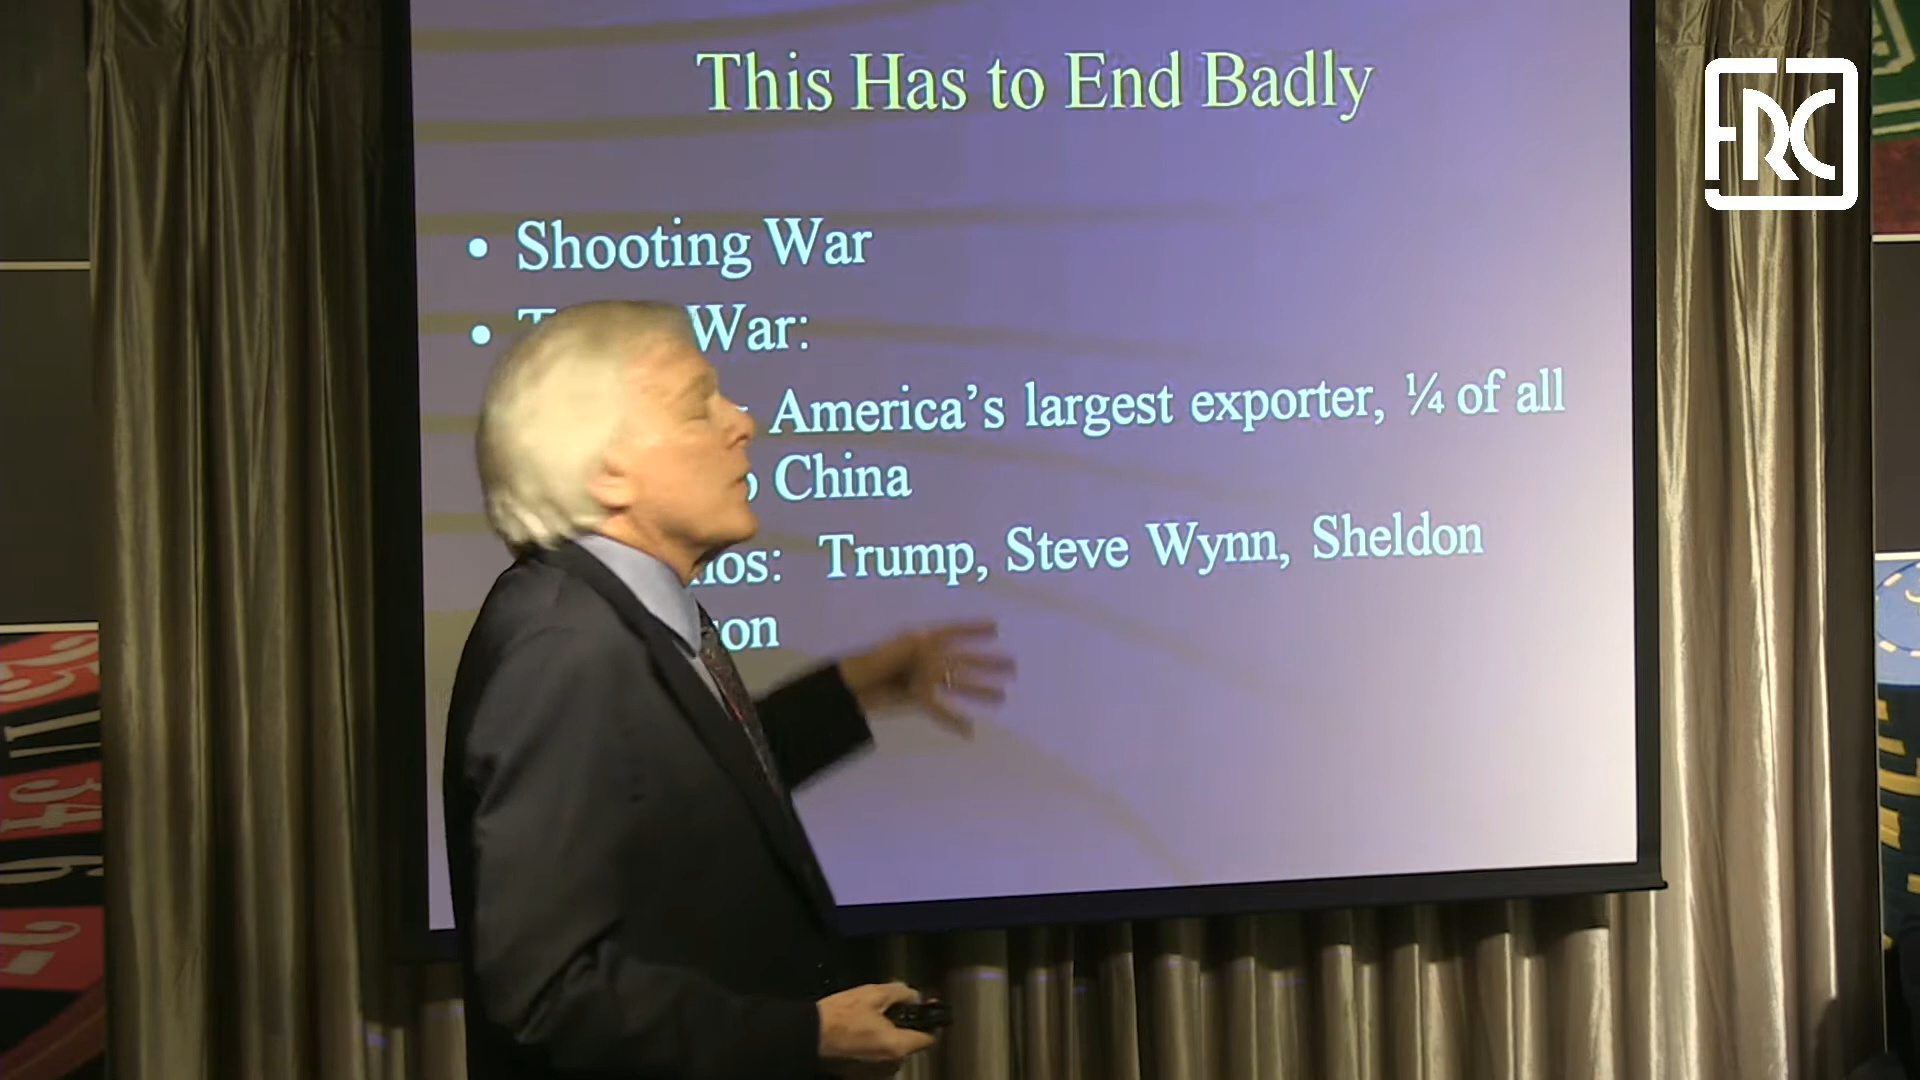 This Has to End Badly
FRC
• Shooting War
• War:
America's largest exporter, ¼ of all
China
Trump, Steve Wynn, Sheldon